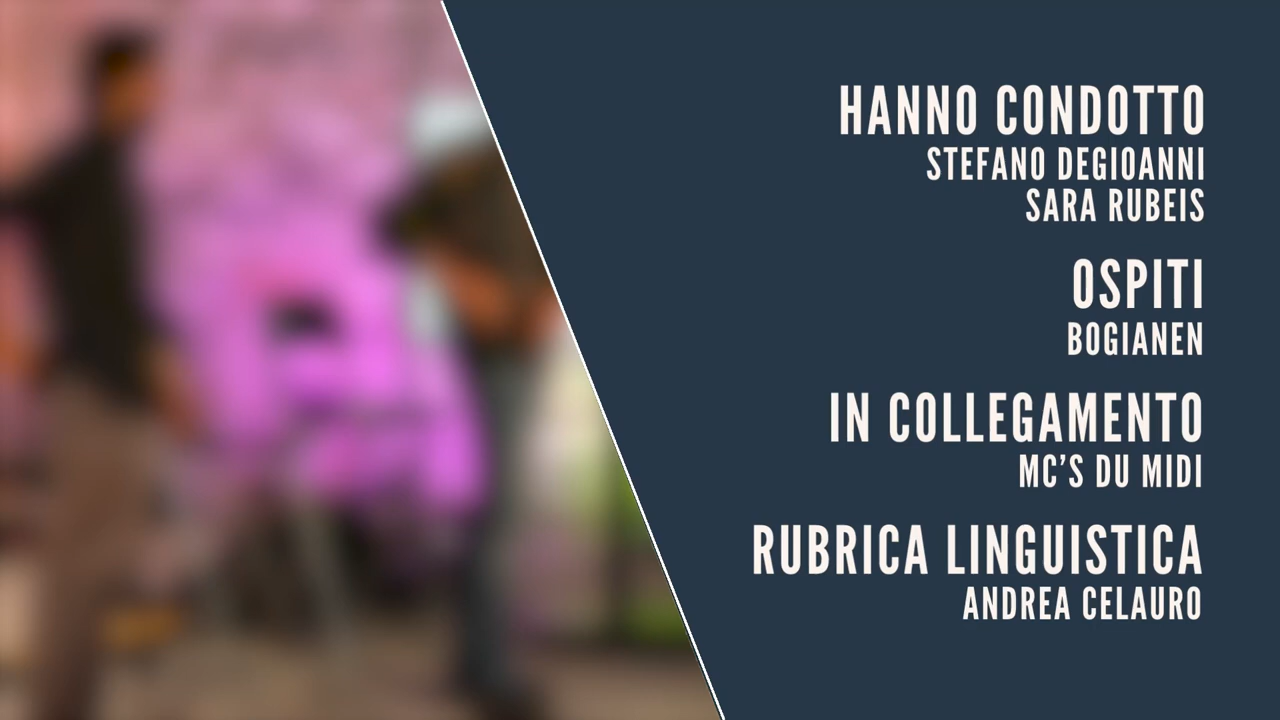 HANNO CONDOTTO
STEFANO DEGIOANNI
SARA RUBEIS
OSPITI
BOGIANEN
IN COLLEGAMENTO
MC'S DU MIDI
RUBRICA LINGUISTICA
ANDREA CELAURO